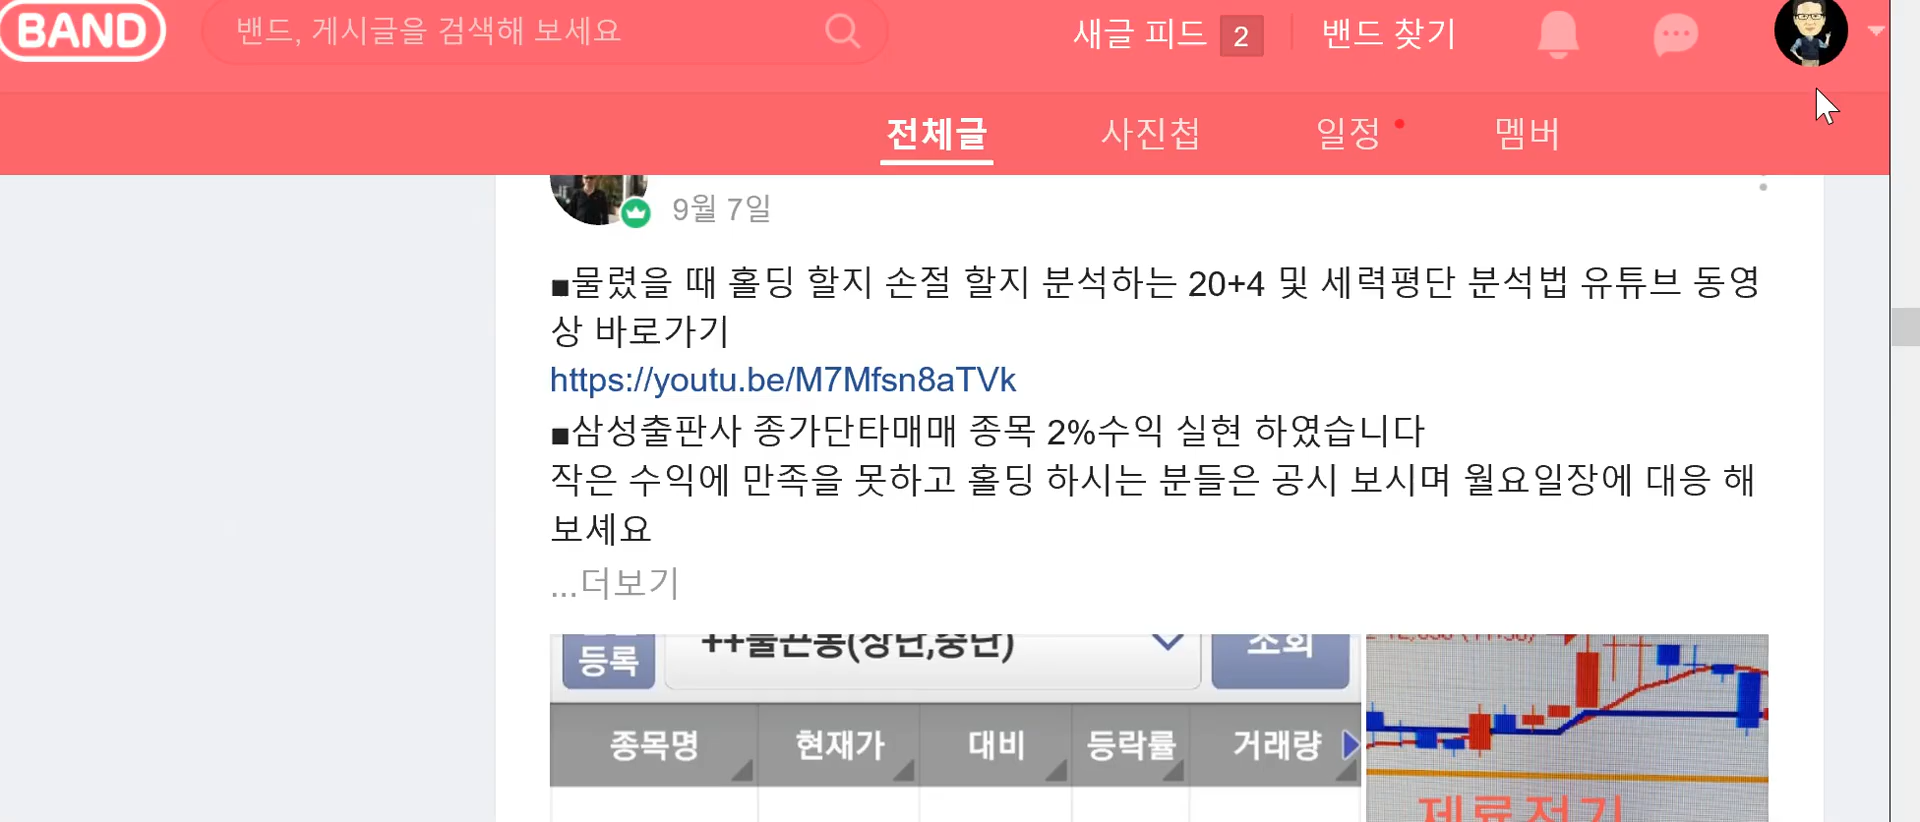 BAND
밴드, 게시글을 검색해 보세요
새글 피드 2
밴드 찾기
전체글
사진첩
일정
멤버
9월 7일
■물렸을 때 홀딩 할지 손절 할지 분석하는 20+4 및 세력평단 분석법 유튜브 동영
상 바로가기
https://youtu.be/M7Mfsn8aTVk
■삼성출판사 종가단타매매 종목 2%수익 실현 하였습니다
작은 수익에 만족을 못하고 홀딩 하시는 분들은 공시 보시며 월요일장에 대응 해
보셰요
...더보기
등록
조회
종목명
현재가
대비
등락률
거래량